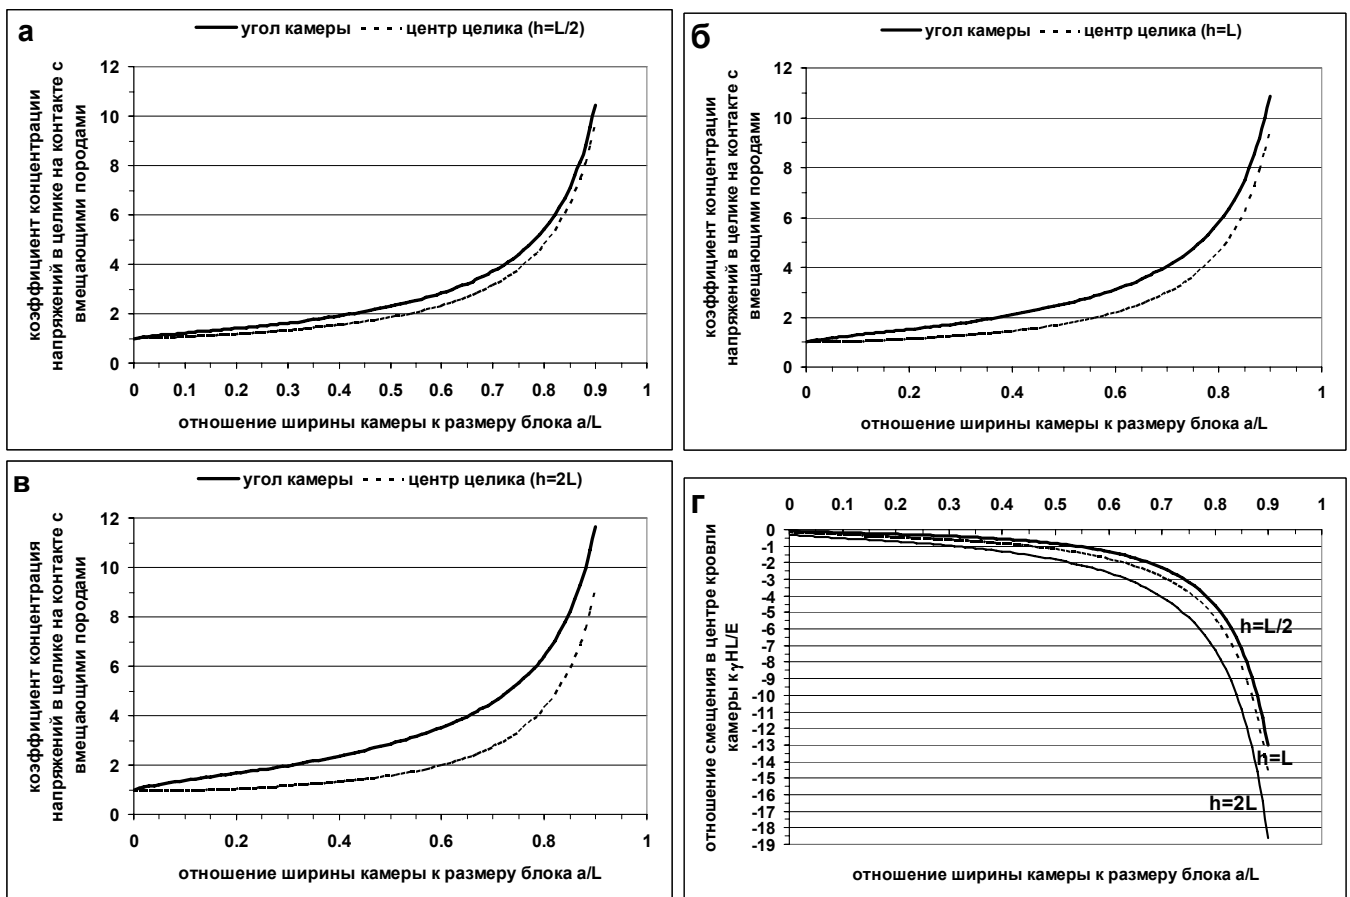 а
угол камеры центр целика (h=L/2)
коэффициент концентрации
напряжений в целике на контакте с
вмещающими породами
12
10
8
6
4
2
0
0 0.1 0.2 0.3 0.4 0.5 0.6 0.7 0.8 0.9 1
отношение ширины камеры к размеру блока a/L
б
угол камеры центр целика (h=L)
коэффициент концентрации
напряжений в целике на контакте с
вмещающими породами
12
10
8
6
4
2
0
0 0.2 0.4 0.6 0.8 1
отношение ширины камеры к размеру блока a/L
в
угол камеры центр целика (h=2L)
коэффициент концентрация
напряжений в целике на контакте с
вмещающими породами
12
10
8
6
4
2
0
0 0.2 0.4 0.6 0.8 1
отношение ширины камеры к размеру блока a/L
г
0 0.1 0.2 0.3 0.4 0.5 0.6 0.7 0.8 0.9 1
отношение смещения в центре кровли
камеры к γHL/E
0
-1
-2
-3
-4
-5
-6
-7
-8
-9
-10
-11
-12
-13
-14
-15
-16
-17
-18
-19
h=L/2
h=L
h=2L
отношение ширины камеры к размеру блока a/L